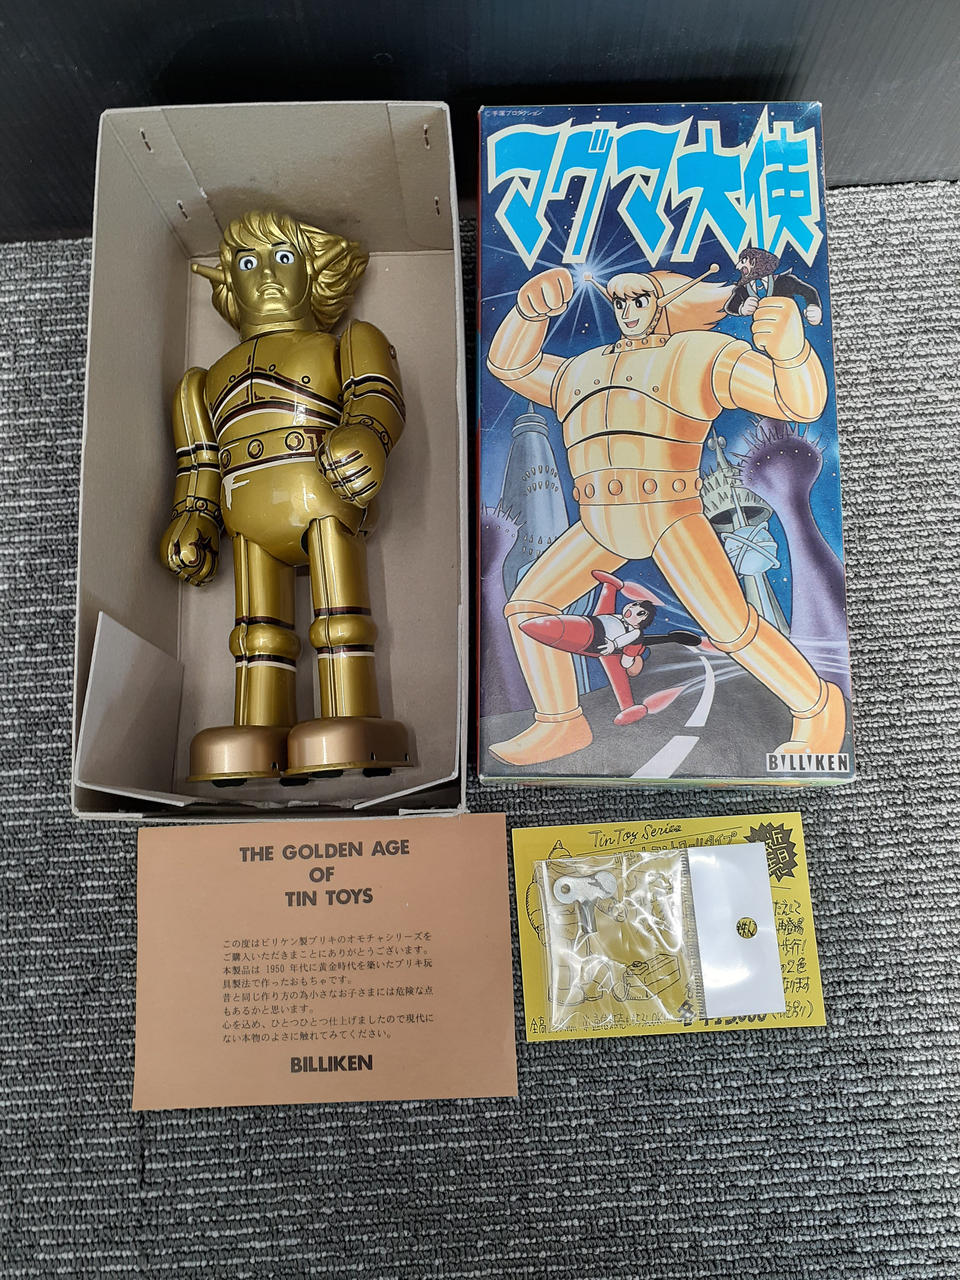 © 手塚プロダクション
マグマ大使
BILLIKEN
F
THE GOLDEN AGE
OF
TIN TOYS
この度はビリケン製ブリキのオモチャシリーズを
ご購入いただきまことにありがとうございます。
本製品は 1950 年代に黄金時代を築いたブリキ玩
具製法で作ったおもちゃです。
昔と同じ作り方の為小さなお子さまには危険な点
もあるかと思います。
心を込め、ひとつひとつ仕上げましたので現代に
ない本物のよさに触れてみてください。
BILLIKEN
Tin Toy Series